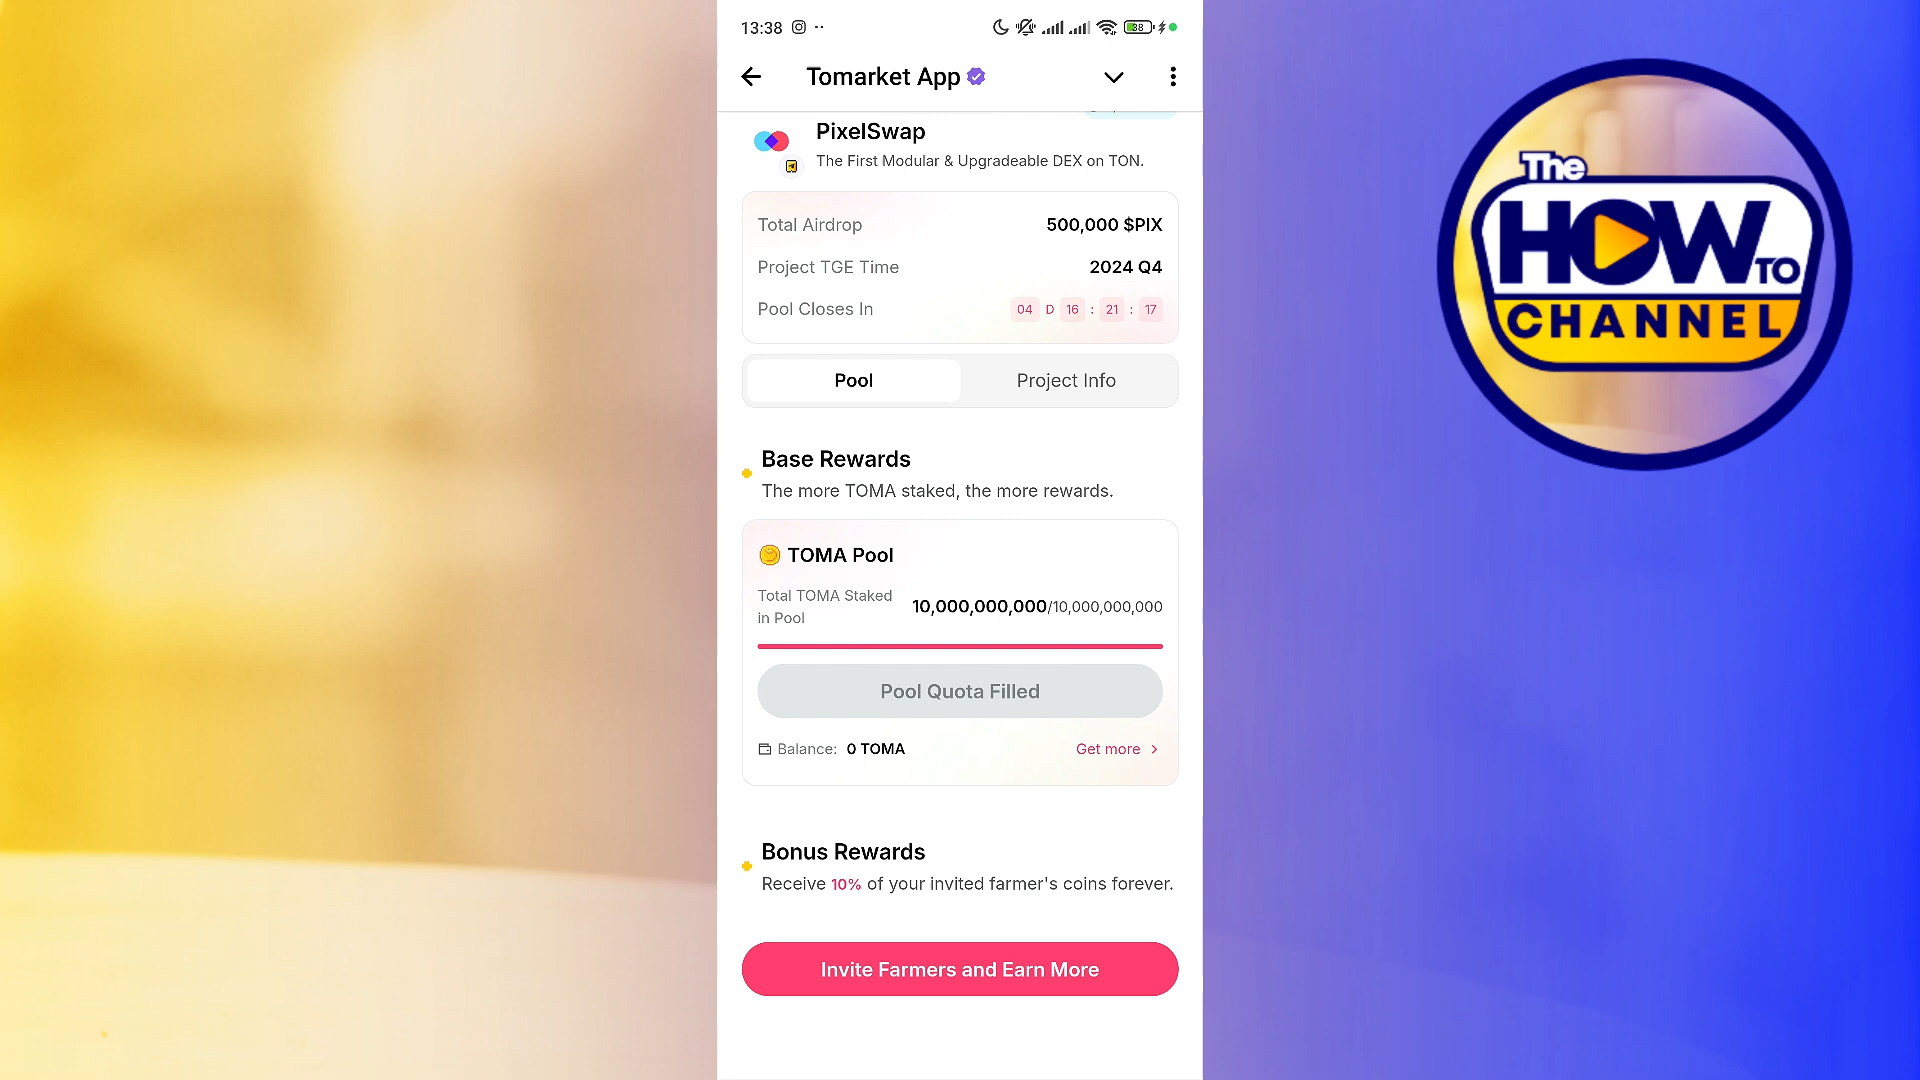 13:38
38
Tomarket App
PixelSwap
The First Modular & Upgradeable DEX on TON.
Total Airdrop 500,000 $PIX
Project TGE Time 2024 Q4
Pool Closes In 04 D 16 : 21 : 17
Pool Project Info
Base Rewards
The more TOMA staked, the more rewards.
TOMA Pool
Total TOMA Staked
in Pool
10,000,000,000/10,000,000,000
Pool Quota Filled
Balance: 0 TOMA Get more
Bonus Rewards
Receive 10% of your invited farmer's coins forever.
Invite Farmers and Earn More
The
HOW TO
CHANNEL